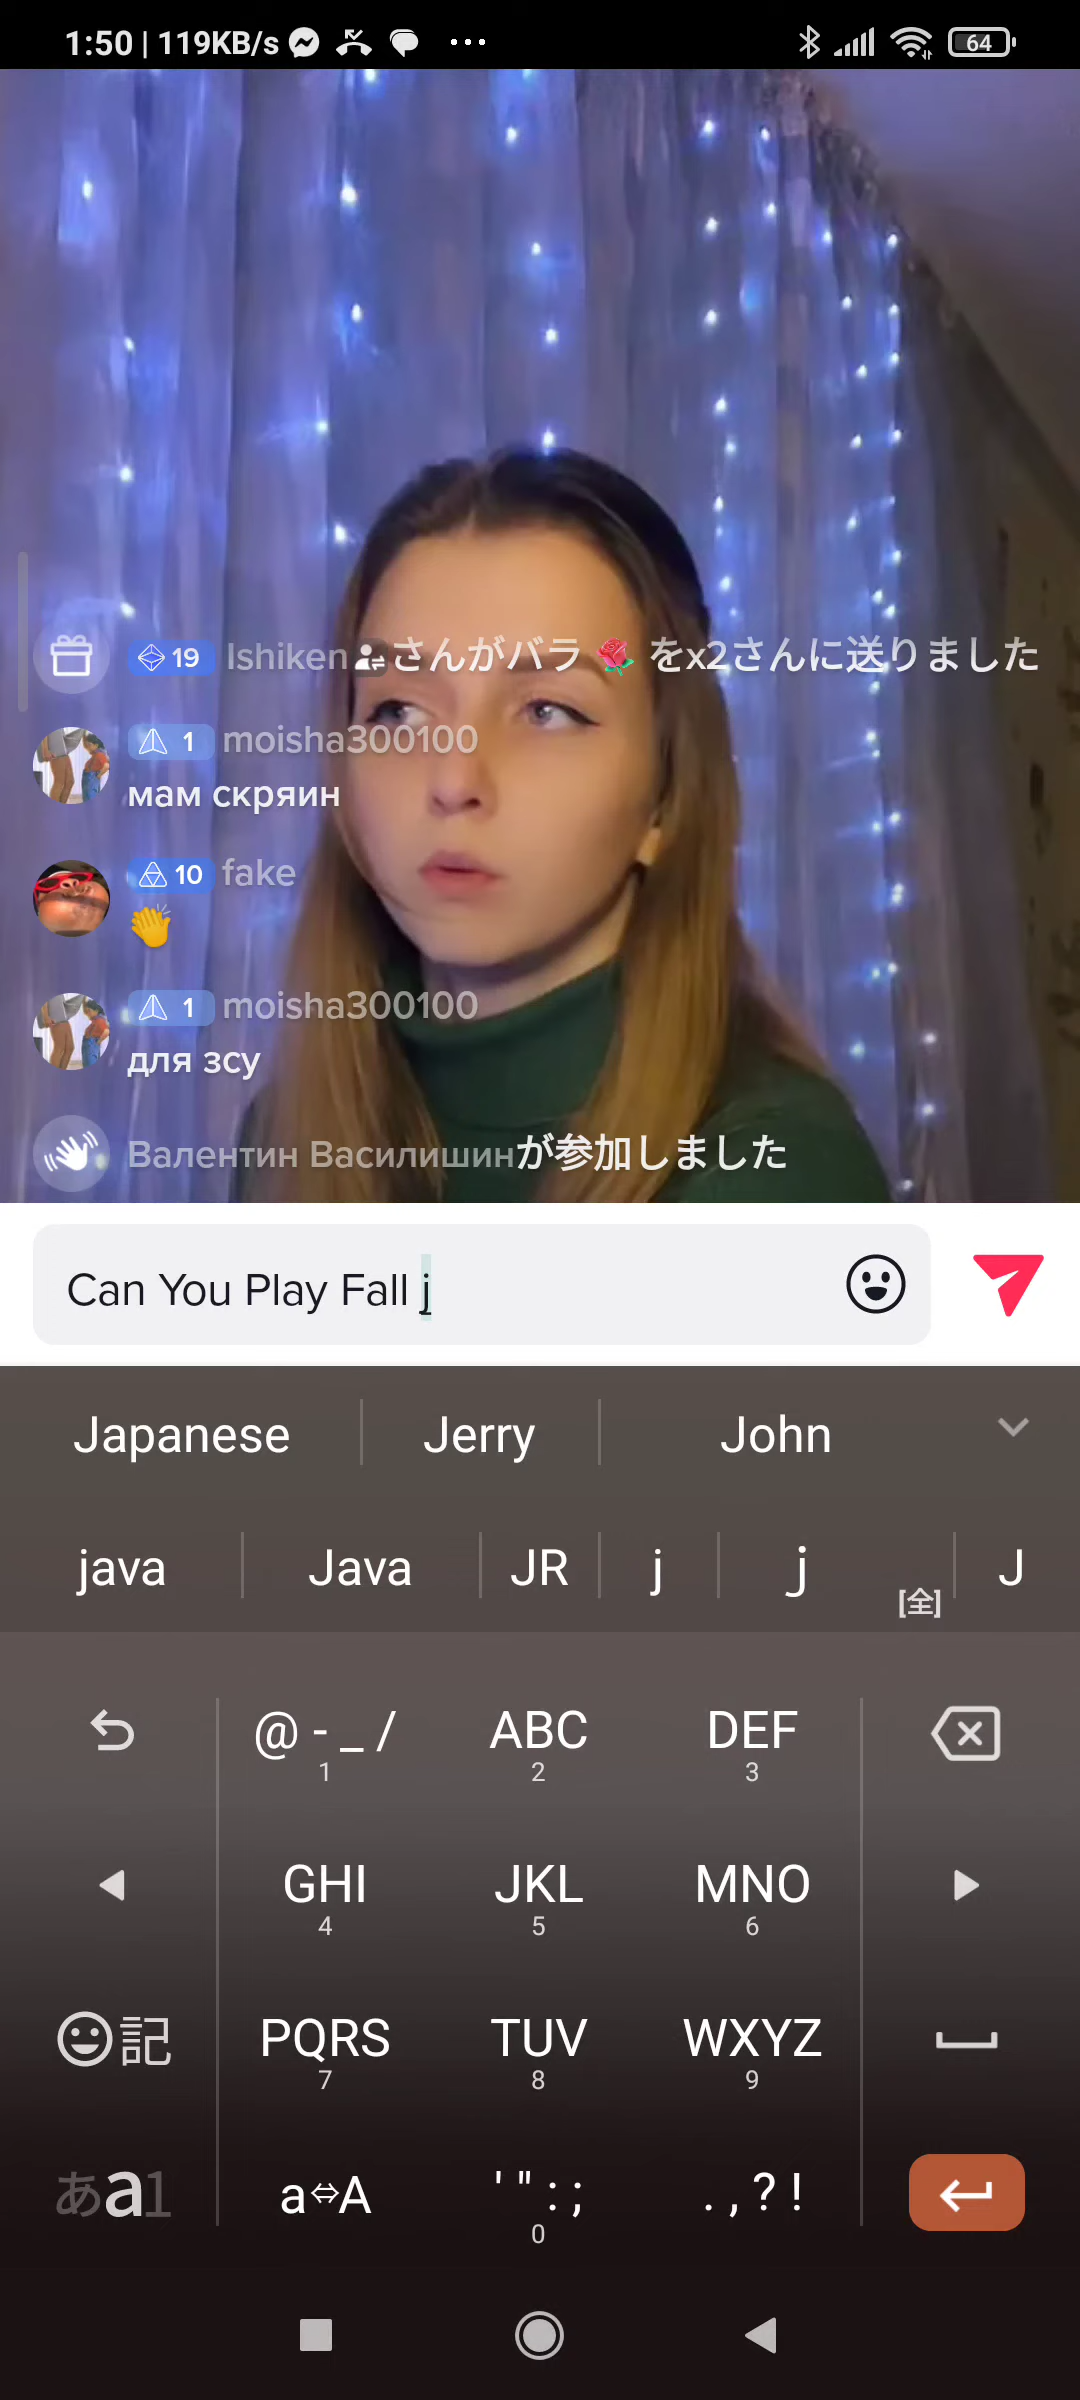 1:50 | 119KB/s
64
19 Ishikenさんがバラ をx2さんに送りました
1 moisha300100
мам скряин
10 fake
1 moisha300100
для зсу
Валентин Василишинが参加しました
Can You Play Fall j
Japanese Jerry John
java Java JR j j [全] J
@ - _ / ABC DEF
1 2 3
GHI JKL MNO
4 5 6
記 PQRS TUV WXYZ
7 8 9
あa1 a⇔A ' " : ; . , ? !
0